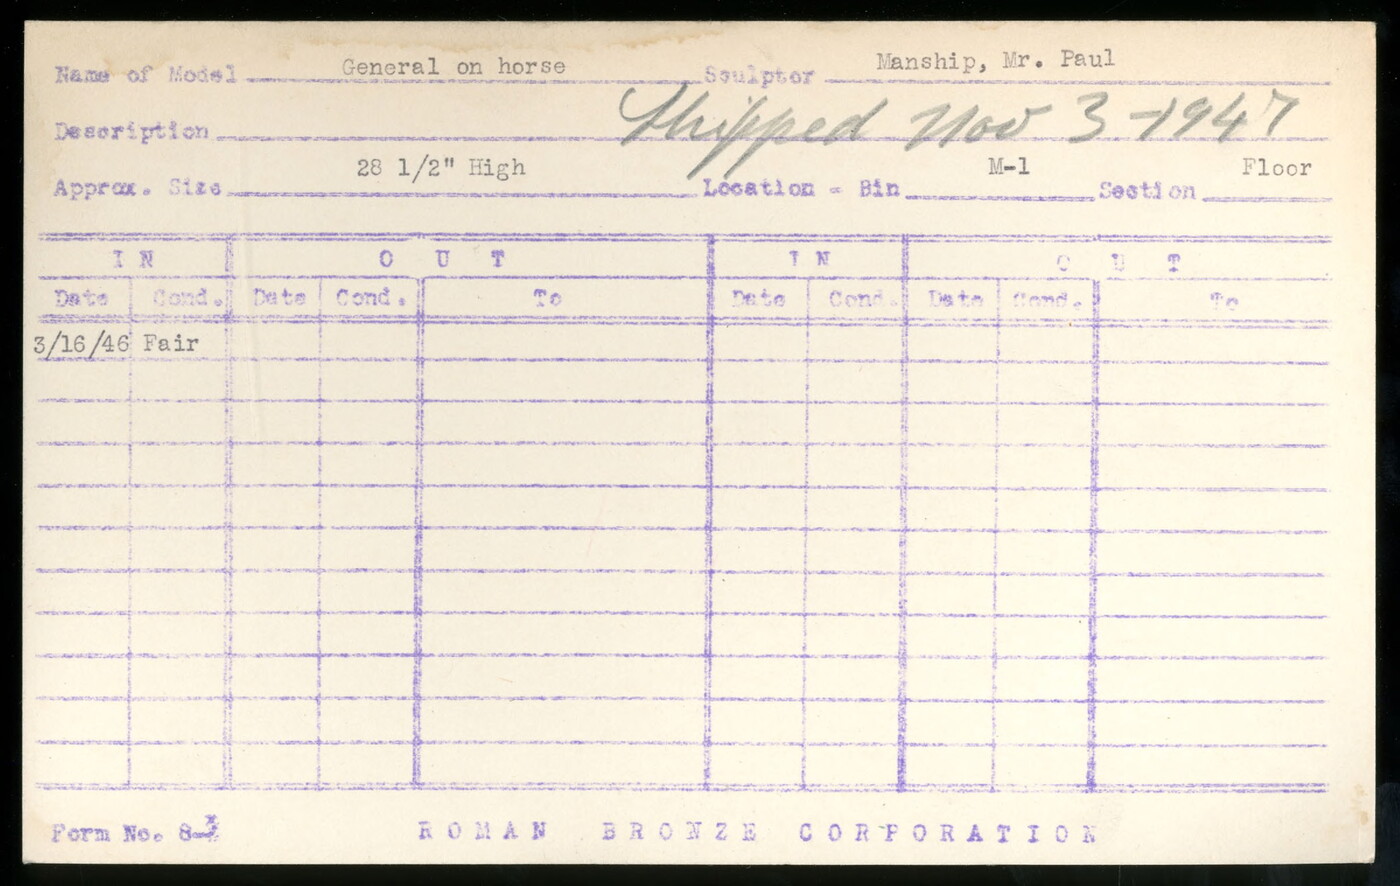 Name of Model General on horse Sculptor Manship, Mr. Paul
Description Shipped Nov 3-1947
Approx. Size 28 1/2" High Location - Bin M-1 Section Floor
IN OUT IN OUT
Date Cond. Date Cond. To Date Cond. Date Cond. To
3/16/46 Fair
Form No. 8-
ROMAN BRONZE CORPORATION